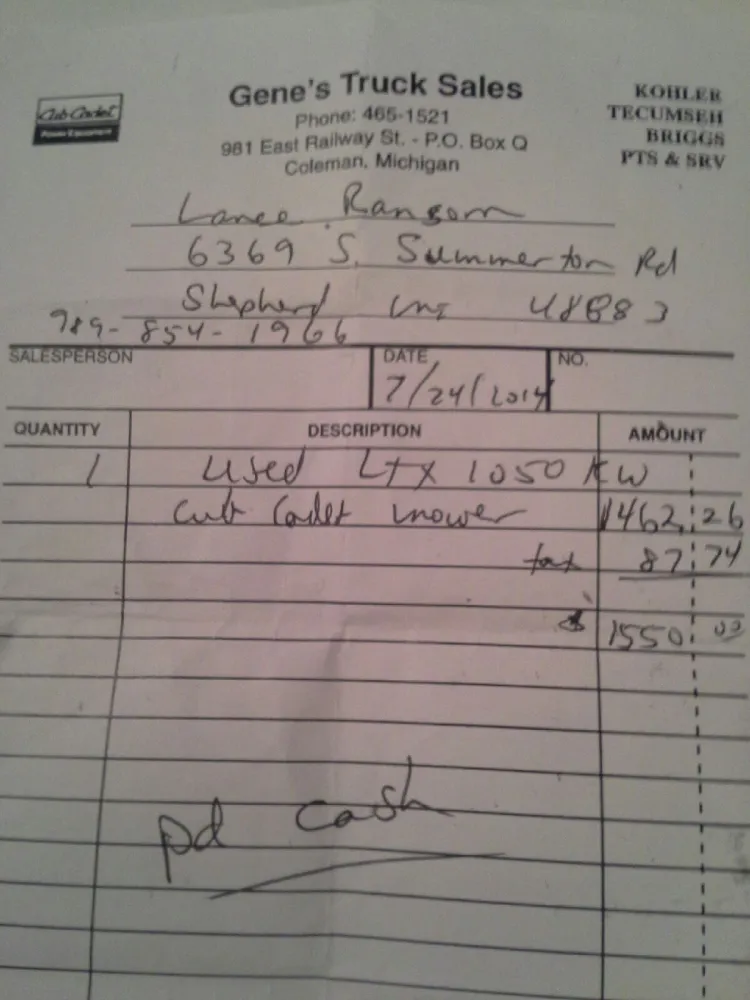 Cub Cadet
Power Equipment
Gene's Truck Sales
Phone: 465-1521
981 East Railway St. - P.O. Box Q
Coleman, Michigan
KOHLER
TECUMSEH
BRIGGS
PTS & SRV
Lance Ransom
6369 S. Summerton Rd
Shepherd MI 48883
989-854-1966
SALESPERSON DATE NO.
7/24/2014
QUANTITY DESCRIPTION AMOUNT
1 used LTX 1050 KW
Cub Cadet mower 1462 26
tax 87 74
$ 1550 00
pd cash